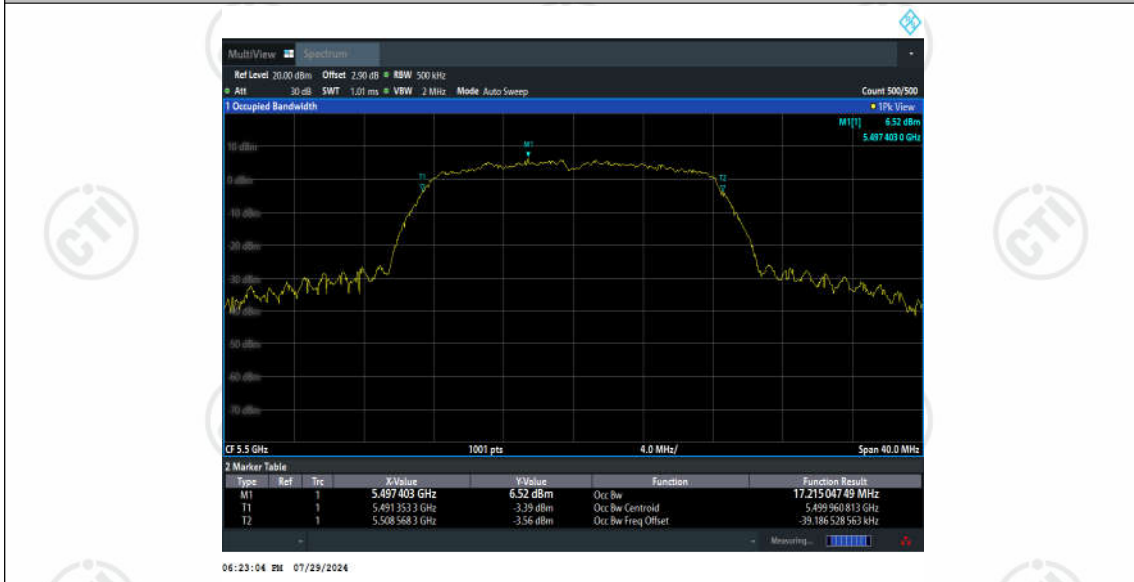 MultiView Spectrum
Ref Level 20.00 dBm Offset 2.90 dB RBW 500 kHz
Att 30 dB SWT 1.01 ms VBW 2 MHz Mode Auto Sweep Count 500/500
1 Occupied Bandwidth 1Pk View
M1[1] 6.52 dBm
5.497 403 0 GHz
M1
10 dBm
T1 T2
0 dBm
-10 dBm
-20 dBm
-30 dBm
-40 dBm
-50 dBm
-60 dBm
-70 dBm
CTI CTI
CF 5.5 GHz 1001 pts 4.0 MHz/ Span 40.0 MHz
2 Marker Table
Type Ref Trc X-Value Y-Value Function Function Result
M1 1 5.497 403 GHz 6.52 dBm Occ Bw 17.215 047 49 MHz
T1 1 5.491 353 3 GHz -3.39 dBm Occ Bw Centroid 5.499 960 813 GHz
T2 1 5.508 568 3 GHz -3.56 dBm Occ Bw Freq Offset -39.186 528 563 kHz
Measuring...
06:23:04 PM 07/29/2024